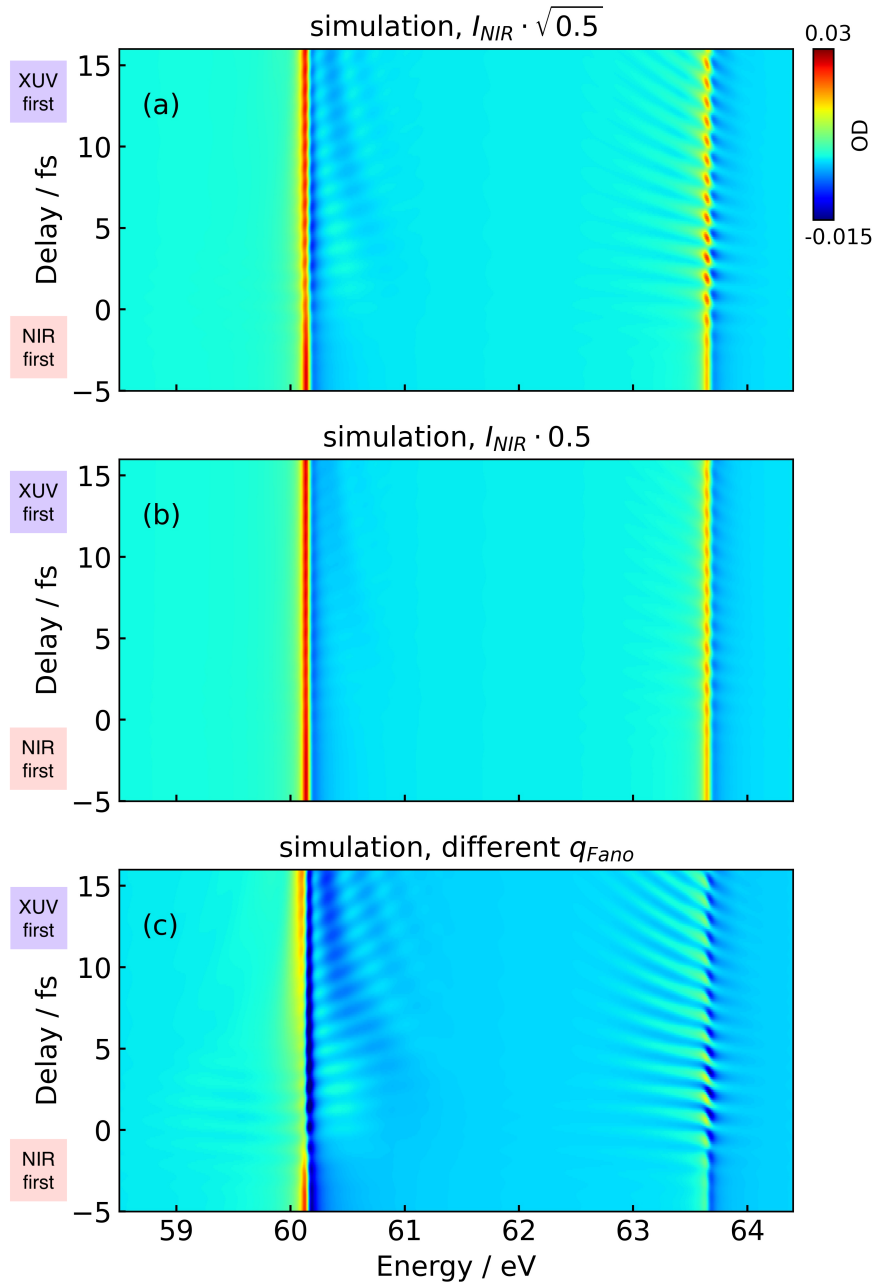 simulation, I_NIR · √0.5
0.03
OD
-0.015
XUV
first
NIR
first
Delay / fs
15
10
5
0
−5
(a)
simulation, I_NIR · 0.5
XUV
first
NIR
first
Delay / fs
15
10
5
0
−5
(b)
simulation, different q_Fano
XUV
first
NIR
first
Delay / fs
15
10
5
0
−5
(c)
59 60 61 62 63 64
Energy / eV